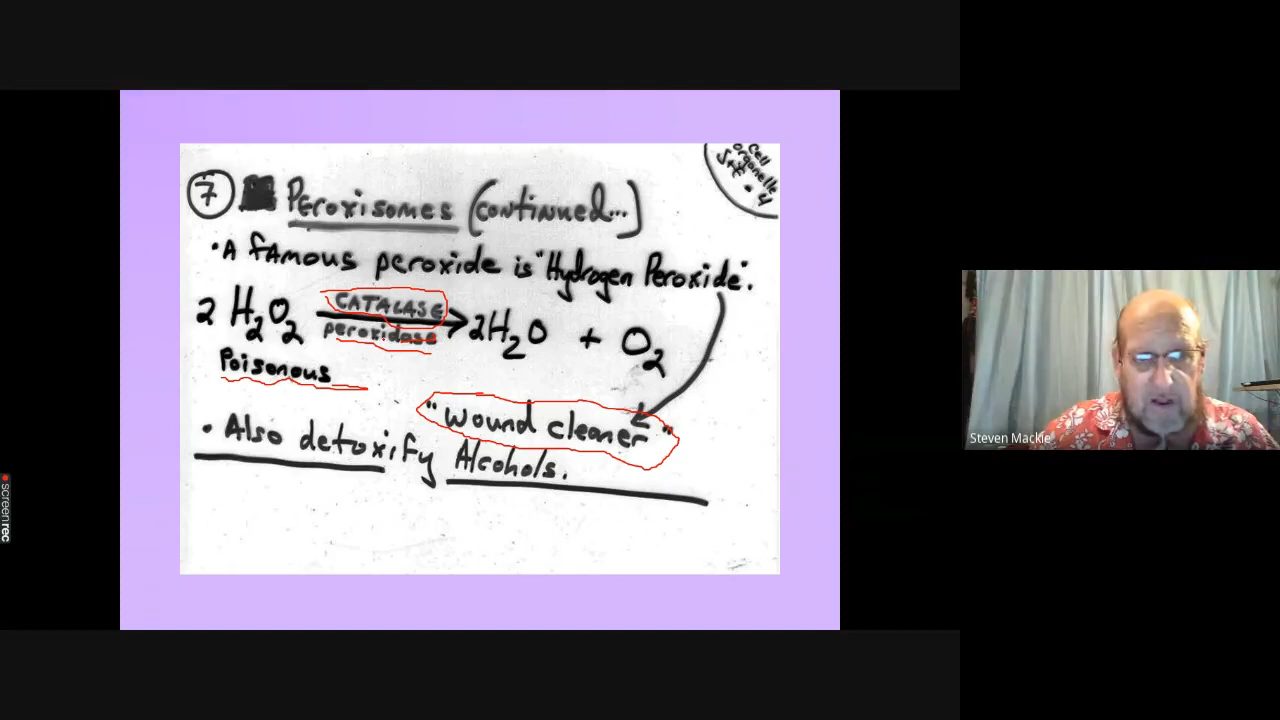 Cell
organelle
4
7 Peroxisomes (continued...)
• A famous peroxide is "Hydrogen Peroxide".
2 H2O2 CATALASE 2H2O + O2
peroxidase
Poisonous
"wound cleaner"
• Also detoxify Alcohols.
Steven Mackie
screenrec